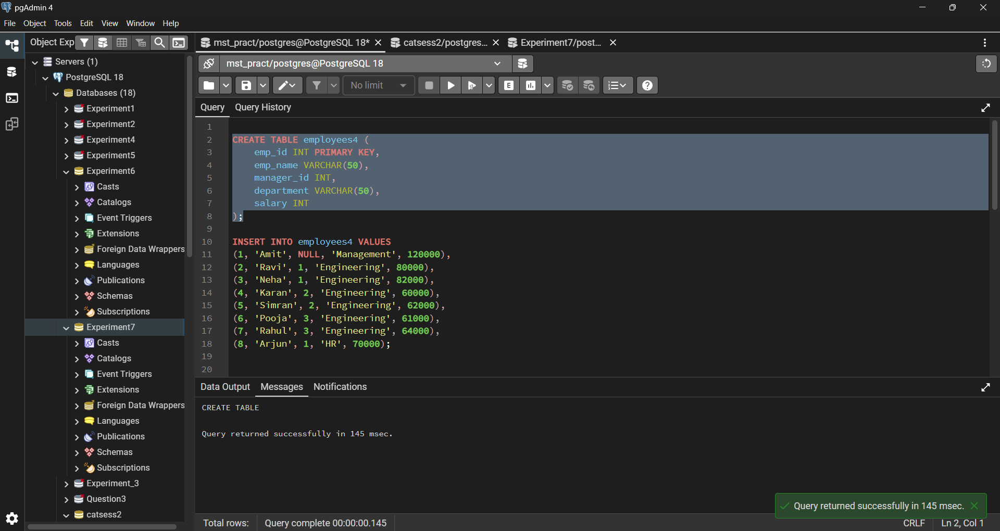 pgAdmin 4
File Object Tools Edit View Window Help
Object Exp
mst_pract/postgres@PostgreSQL 18* catsess2/postgres... Experiment7/post...
Servers (1)
PostgreSQL 18
Databases (18)
Experiment1
Experiment2
Experiment4
Experiment5
Experiment6
Casts
Catalogs
Event Triggers
Extensions
Foreign Data Wrappers
Languages
Publications
Schemas
Subscriptions
Experiment7
Casts
Catalogs
Event Triggers
Extensions
Foreign Data Wrappers
Languages
Publications
Schemas
Subscriptions
Experiment_3
Question3
catsess2
mst_pract/postgres@PostgreSQL 18
No limit
E
Query Query History
1
2 CREATE TABLE employees4 (
3 emp_id INT PRIMARY KEY,
4 emp_name VARCHAR(50),
5 manager_id INT,
6 department VARCHAR(50),
7 salary INT
8 );
9
10 INSERT INTO employees4 VALUES
11 (1, 'Amit', NULL, 'Management', 120000),
12 (2, 'Ravi', 1, 'Engineering', 80000),
13 (3, 'Neha', 1, 'Engineering', 82000),
14 (4, 'Karan', 2, 'Engineering', 60000),
15 (5, 'Simran', 2, 'Engineering', 62000),
16 (6, 'Pooja', 3, 'Engineering', 61000),
17 (7, 'Rahul', 3, 'Engineering', 64000),
18 (8, 'Arjun', 1, 'HR', 70000);
19
20
Data Output Messages Notifications
CREATE TABLE
Query returned successfully in 145 msec.
Query returned successfully in 145 msec.
Total rows: Query complete 00:00:00.145 CRLF Ln 2, Col 1